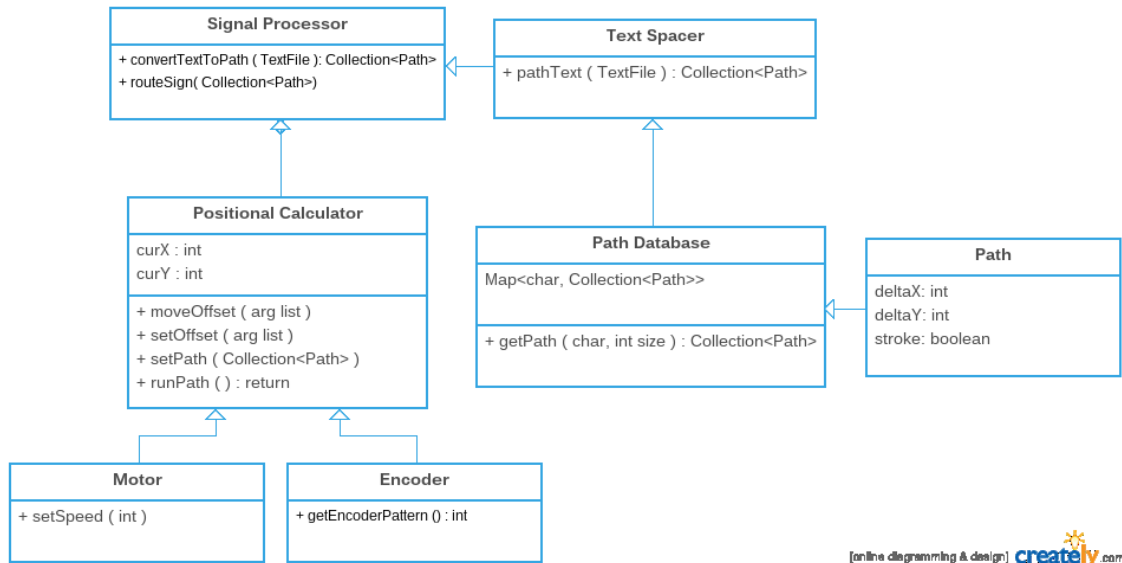 Signal Processor
+ convertTextToPath ( TextFile ): Collection<Path>
+ routeSign( Collection<Path>)
Text Spacer
+ pathText ( TextFile ) : Collection<Path>
Positional Calculator
curX : int
curY : int
+ moveOffset ( arg list )
+ setOffset ( arg list )
+ setPath ( Collection<Path> )
+ runPath ( ) : return
Path Database
Map<char, Collection<Path>>
+ getPath ( char, int size ) : Collection<Path>
Path
deltaX: int
deltaY: int
stroke: boolean
Motor
+ setSpeed ( int )
Encoder
+ getEncoderPattern () : int
[online diagramming & design] creately.com